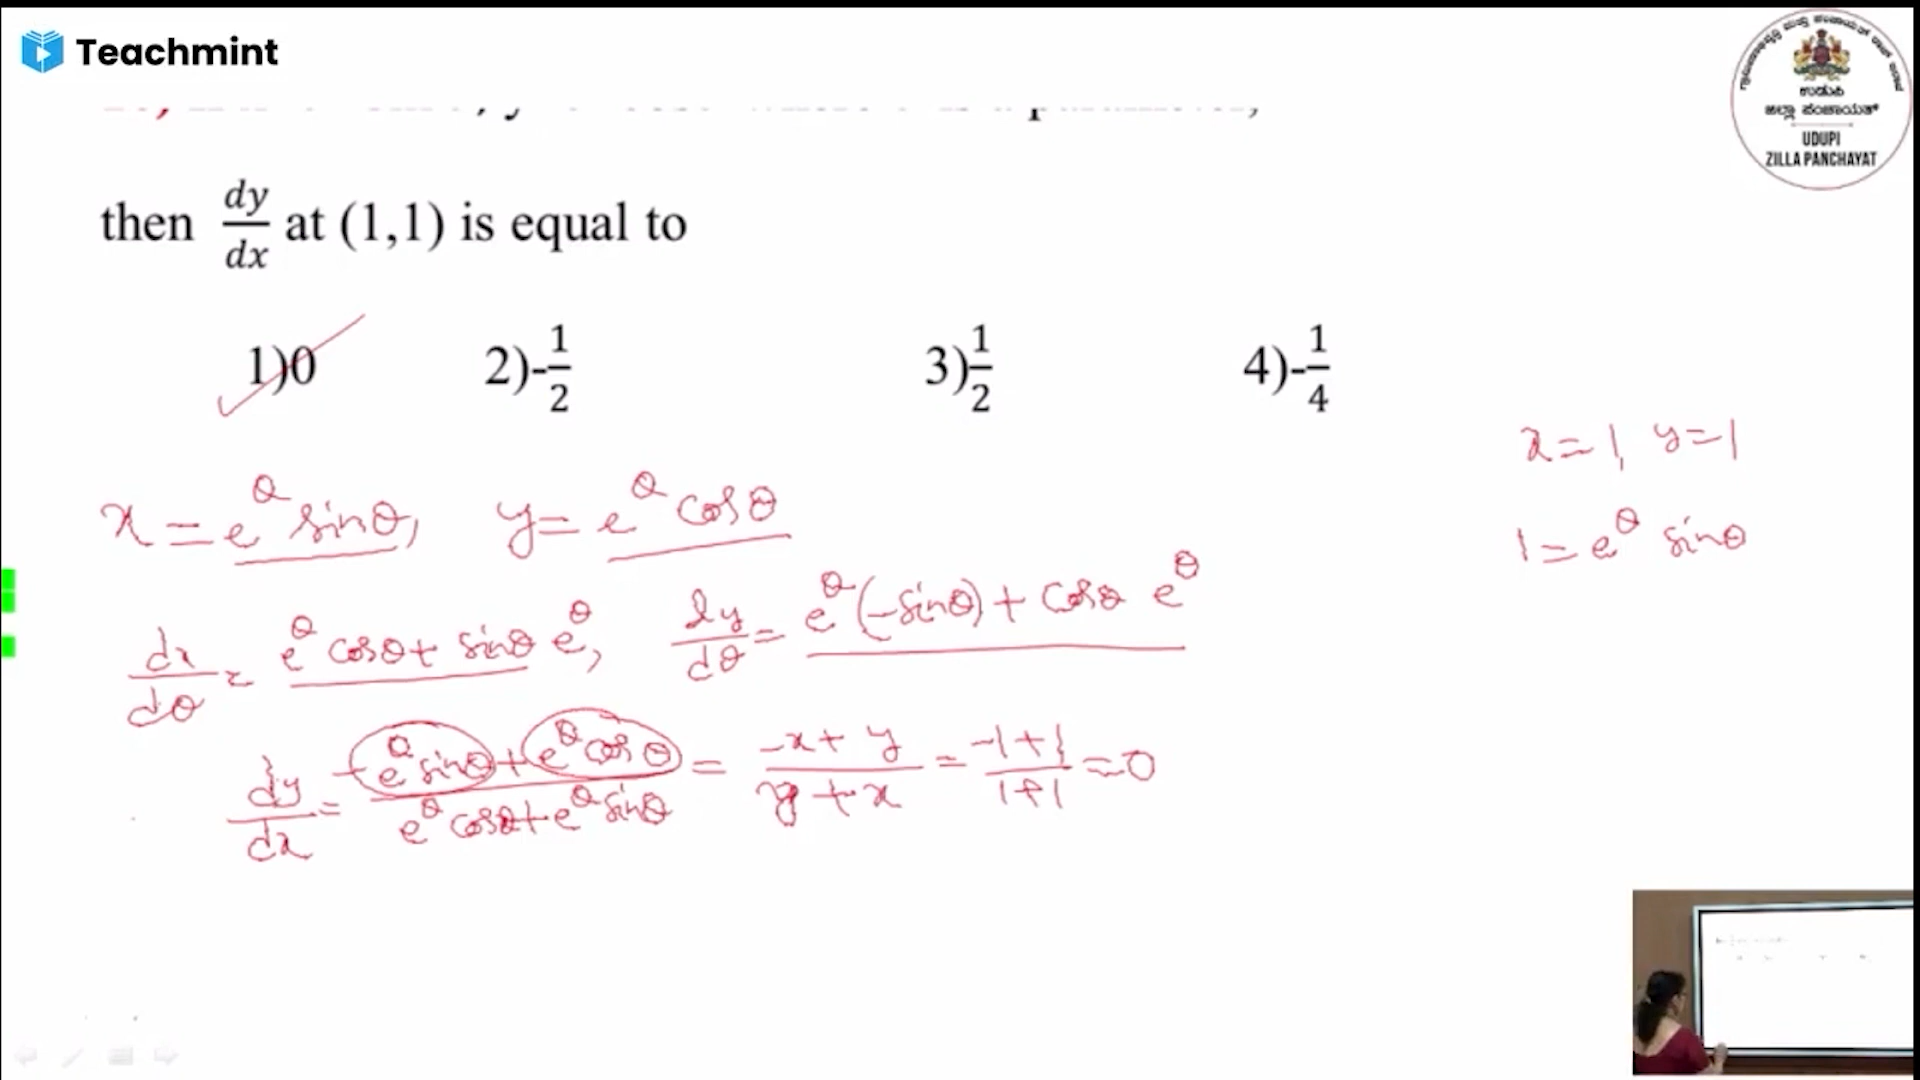 Teachmint
ಉಡುಪಿ
ಜಿಲ್ಲಾ ಪಂಚಾಯತ್
UDUPI
ZILLA PANCHAYAT
then dy/dx at (1,1) is equal to
1)0 2)-1/2 3)1/2 4)-1/4
x=1, y=1
x = e^θ sinθ, y = e^θ cosθ
1 = e^θ sinθ
dx/dθ = e^θ cosθ + sinθ e^θ, dy/dθ = e^θ(-sinθ) + cosθ e^θ
dy/dx = -e^θ sinθ + e^θ cosθ / e^θ cosθ + e^θ sinθ = -x+y / y+x = -1+1 / 1+1 = 0